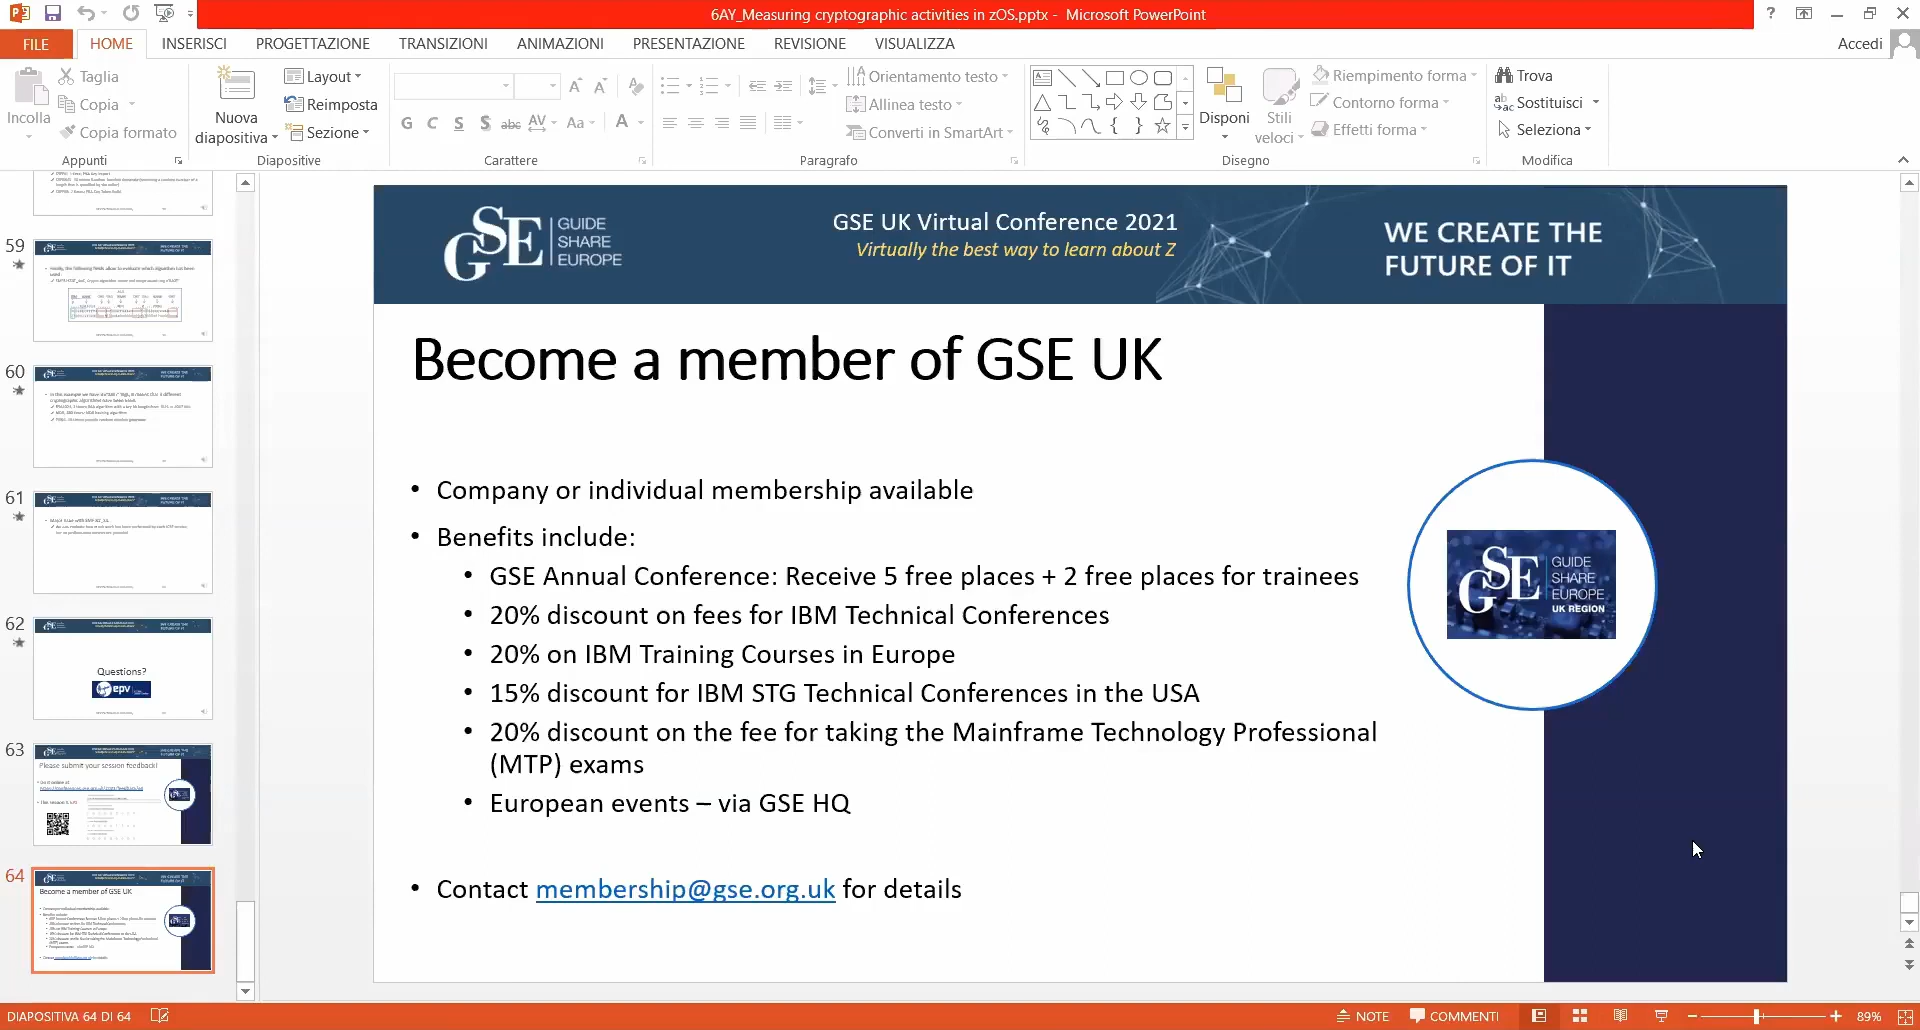 6AY_Measuring cryptographic activities in zOS.pptx - Microsoft PowerPoint
?
FILE
HOME
INSERISCI
PROGETTAZIONE
TRANSIZIONI
ANIMAZIONI
PRESENTAZIONE
REVISIONE
VISUALIZZA
Accedi
Incolla
Taglia
Copia
Copia formato
Appunti
Nuova
diapositiva
Layout
Reimposta
Sezione
Diapositive
G C S S abc AV Aa A
Carattere
Orientamento testo
Allinea testo
Converti in SmartArt
Paragrafo
Disponi
Stili
veloci
Riempimento forma
Contorno forma
Effetti forma
Disegno
Trova
Sostituisci
Seleziona
Modifica
59
60
61
62
Questions?
epv
63
Please submit your session feedback!
64
Become a member of GSE UK
GSE
GUIDE
SHARE
EUROPE
GSE UK Virtual Conference 2021
Virtually the best way to learn about Z
WE CREATE THE
FUTURE OF IT
Become a member of GSE UK
• Company or individual membership available
• Benefits include:
• GSE Annual Conference: Receive 5 free places + 2 free places for trainees
• 20% discount on fees for IBM Technical Conferences
• 20% on IBM Training Courses in Europe
• 15% discount for IBM STG Technical Conferences in the USA
• 20% discount on the fee for taking the Mainframe Technology Professional
(MTP) exams
• European events – via GSE HQ
• Contact membership@gse.org.uk for details
GSE
GUIDE
SHARE
EUROPE
UK REGION
DIAPOSITIVA 64 DI 64
NOTE
COMMENTI
89%